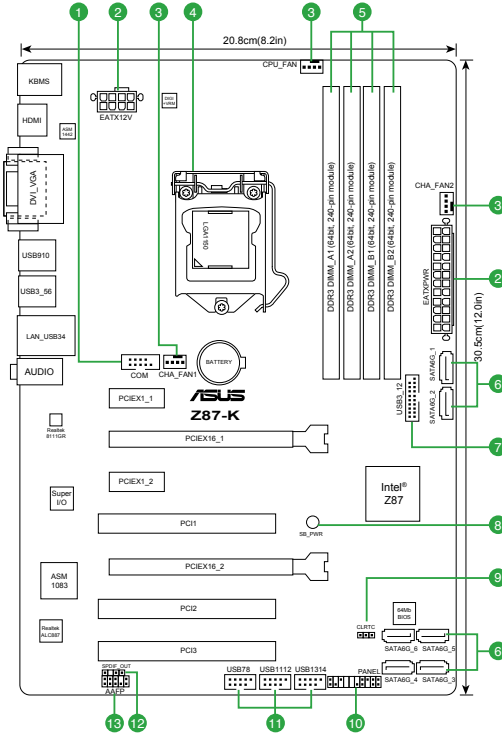 1
2
3
4
3
5
20.8cm(8.2in)
CPU_FAN
KBMS
EATX12V
DIGI
+VRM
HDMI
ASM
1442
DVI_VGA
LGA1150
DDR3 DIMM_A1 (64bit, 240-pin module)
DDR3 DIMM_A2 (64bit, 240-pin module)
DDR3 DIMM_B1 (64bit, 240-pin module)
DDR3 DIMM_B2 (64bit, 240-pin module)
CHA_FAN2
3
EATXPWR
2
30.5cm(12.0in)
USB910
USB3_56
LAN_USB34
AUDIO
1
COM
3
CHA_FAN1
BATTERY
USB3_12
SATA6G_1
SATA6G_2
6
7
ASUS
Z87-K
PCIEX1_1
Realtek
8111GR
PCIEX16_1
PCIEX1_2
Intel®
Z87
Super
I/O
PCI1
SB_PWR
8
ASM
1083
PCIEX16_2
9
64Mb
BIOS
CLRTC
Realtek
ALC887
PCI2
SATA6G_6
SATA6G_5
6
PCI3
SPDIF_OUT
AAFP
USB78
USB1112
USB1314
PANEL
SATA6G_4
SATA6G_3
13
12
11
10